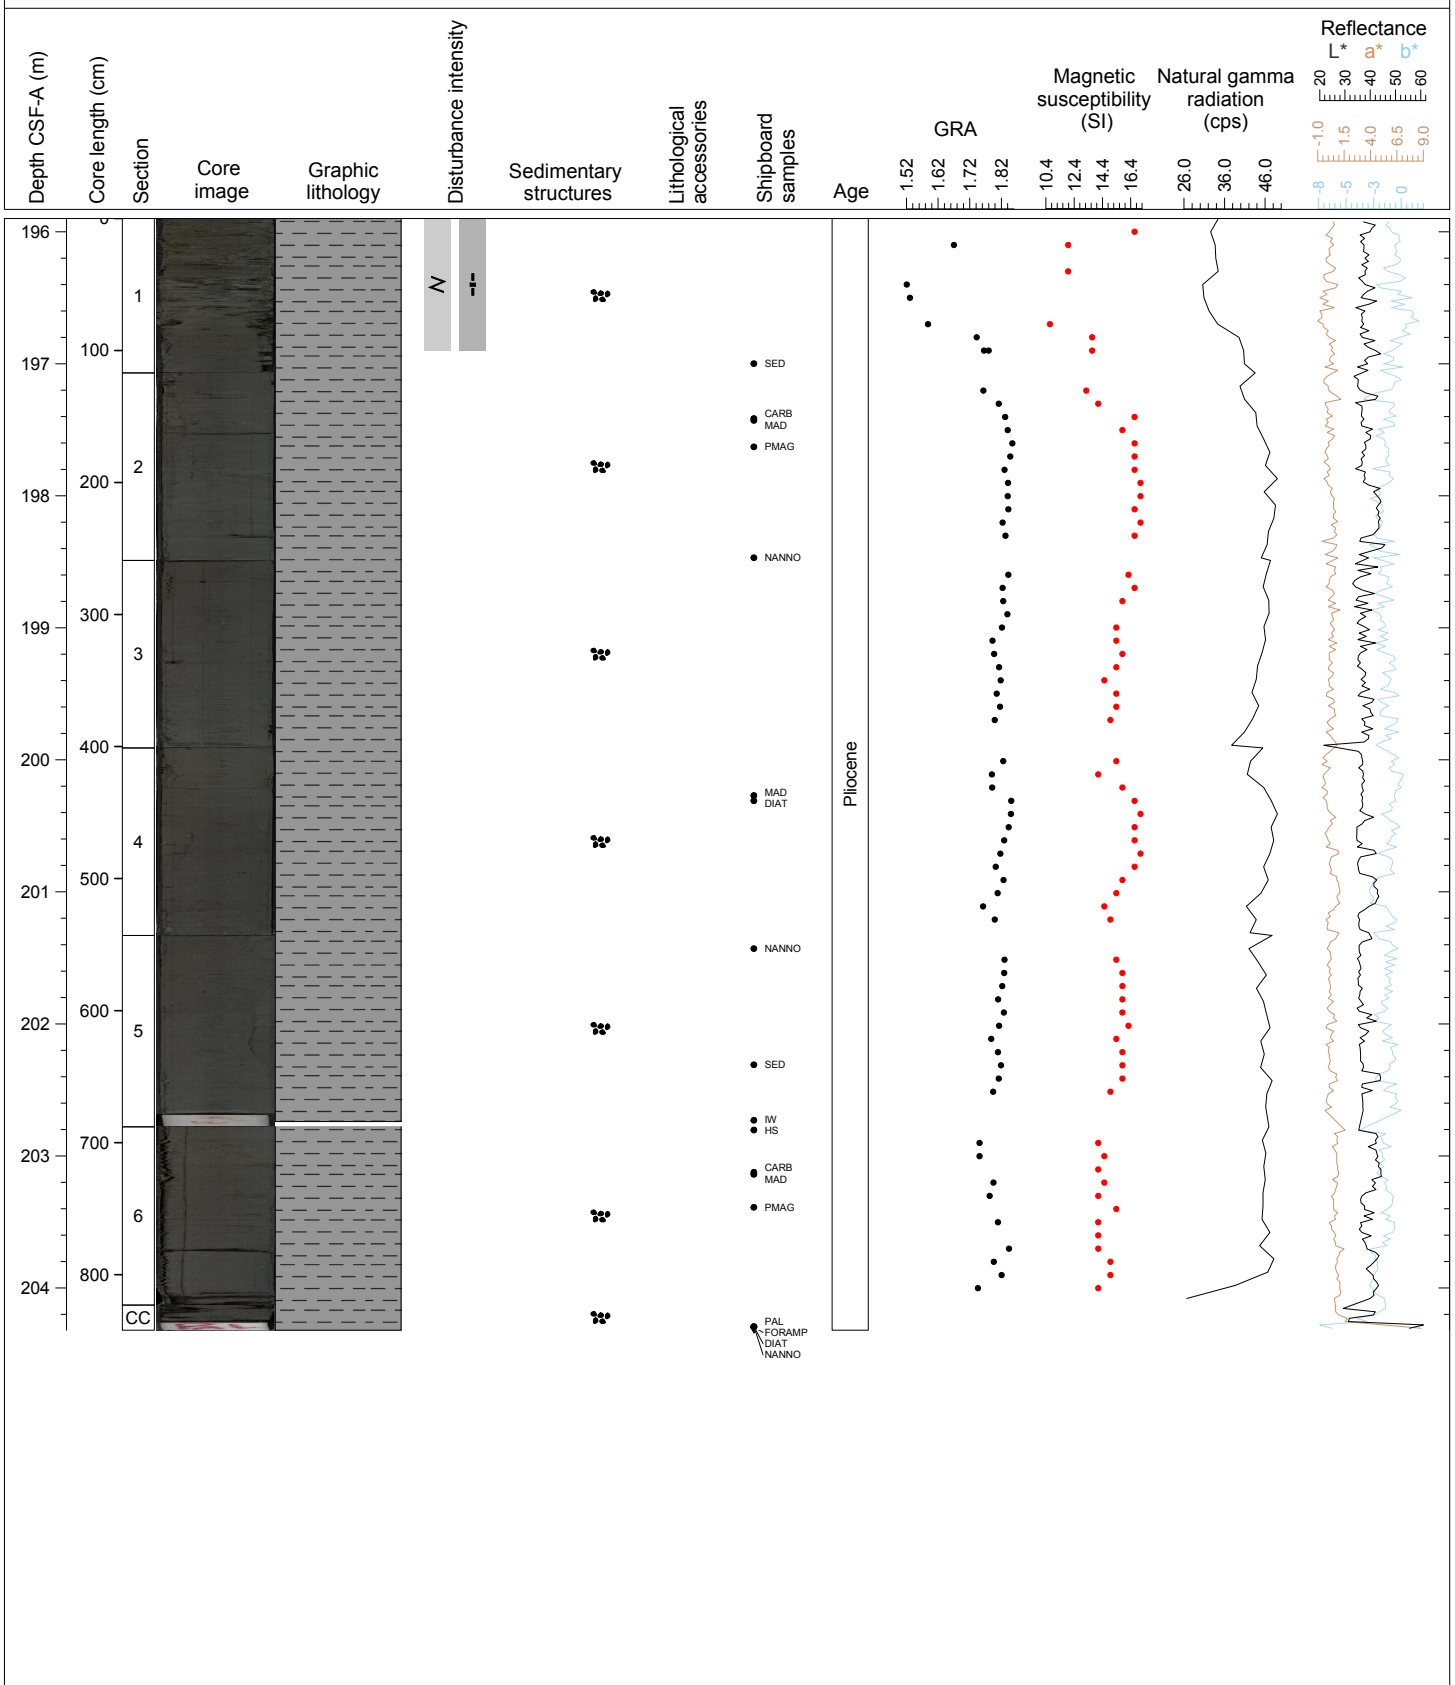 Depth CSF-A (m)
Core length (cm)
Section
Core
image
Graphic
lithology
Disturbance intensity
Sedimentary
structures
Lithological
accessories
Shipboard
samples
Age
GRA
1.52 1.62 1.72 1.82
Magnetic
susceptibility
(SI)
10.4 12.4 14.4 16.4
Natural gamma
radiation
(cps)
26.0 36.0 46.0
Reflectance
L* a* b*
20 30 40 50 60
-1.0 1.5 4.0 6.5 9.0
-8 -5 -3 0
196
197
198
199
200
201
202
203
204
0
100
200
300
400
500
600
700
800
1
2
3
4
5
6
CC
SED
CARB
MAD
PMAG
NANNO
MAD
DIAT
NANNO
SED
IW
HS
CARB
MAD
PMAG
PAL
FORAMP
DIAT
NANNO
Pliocene